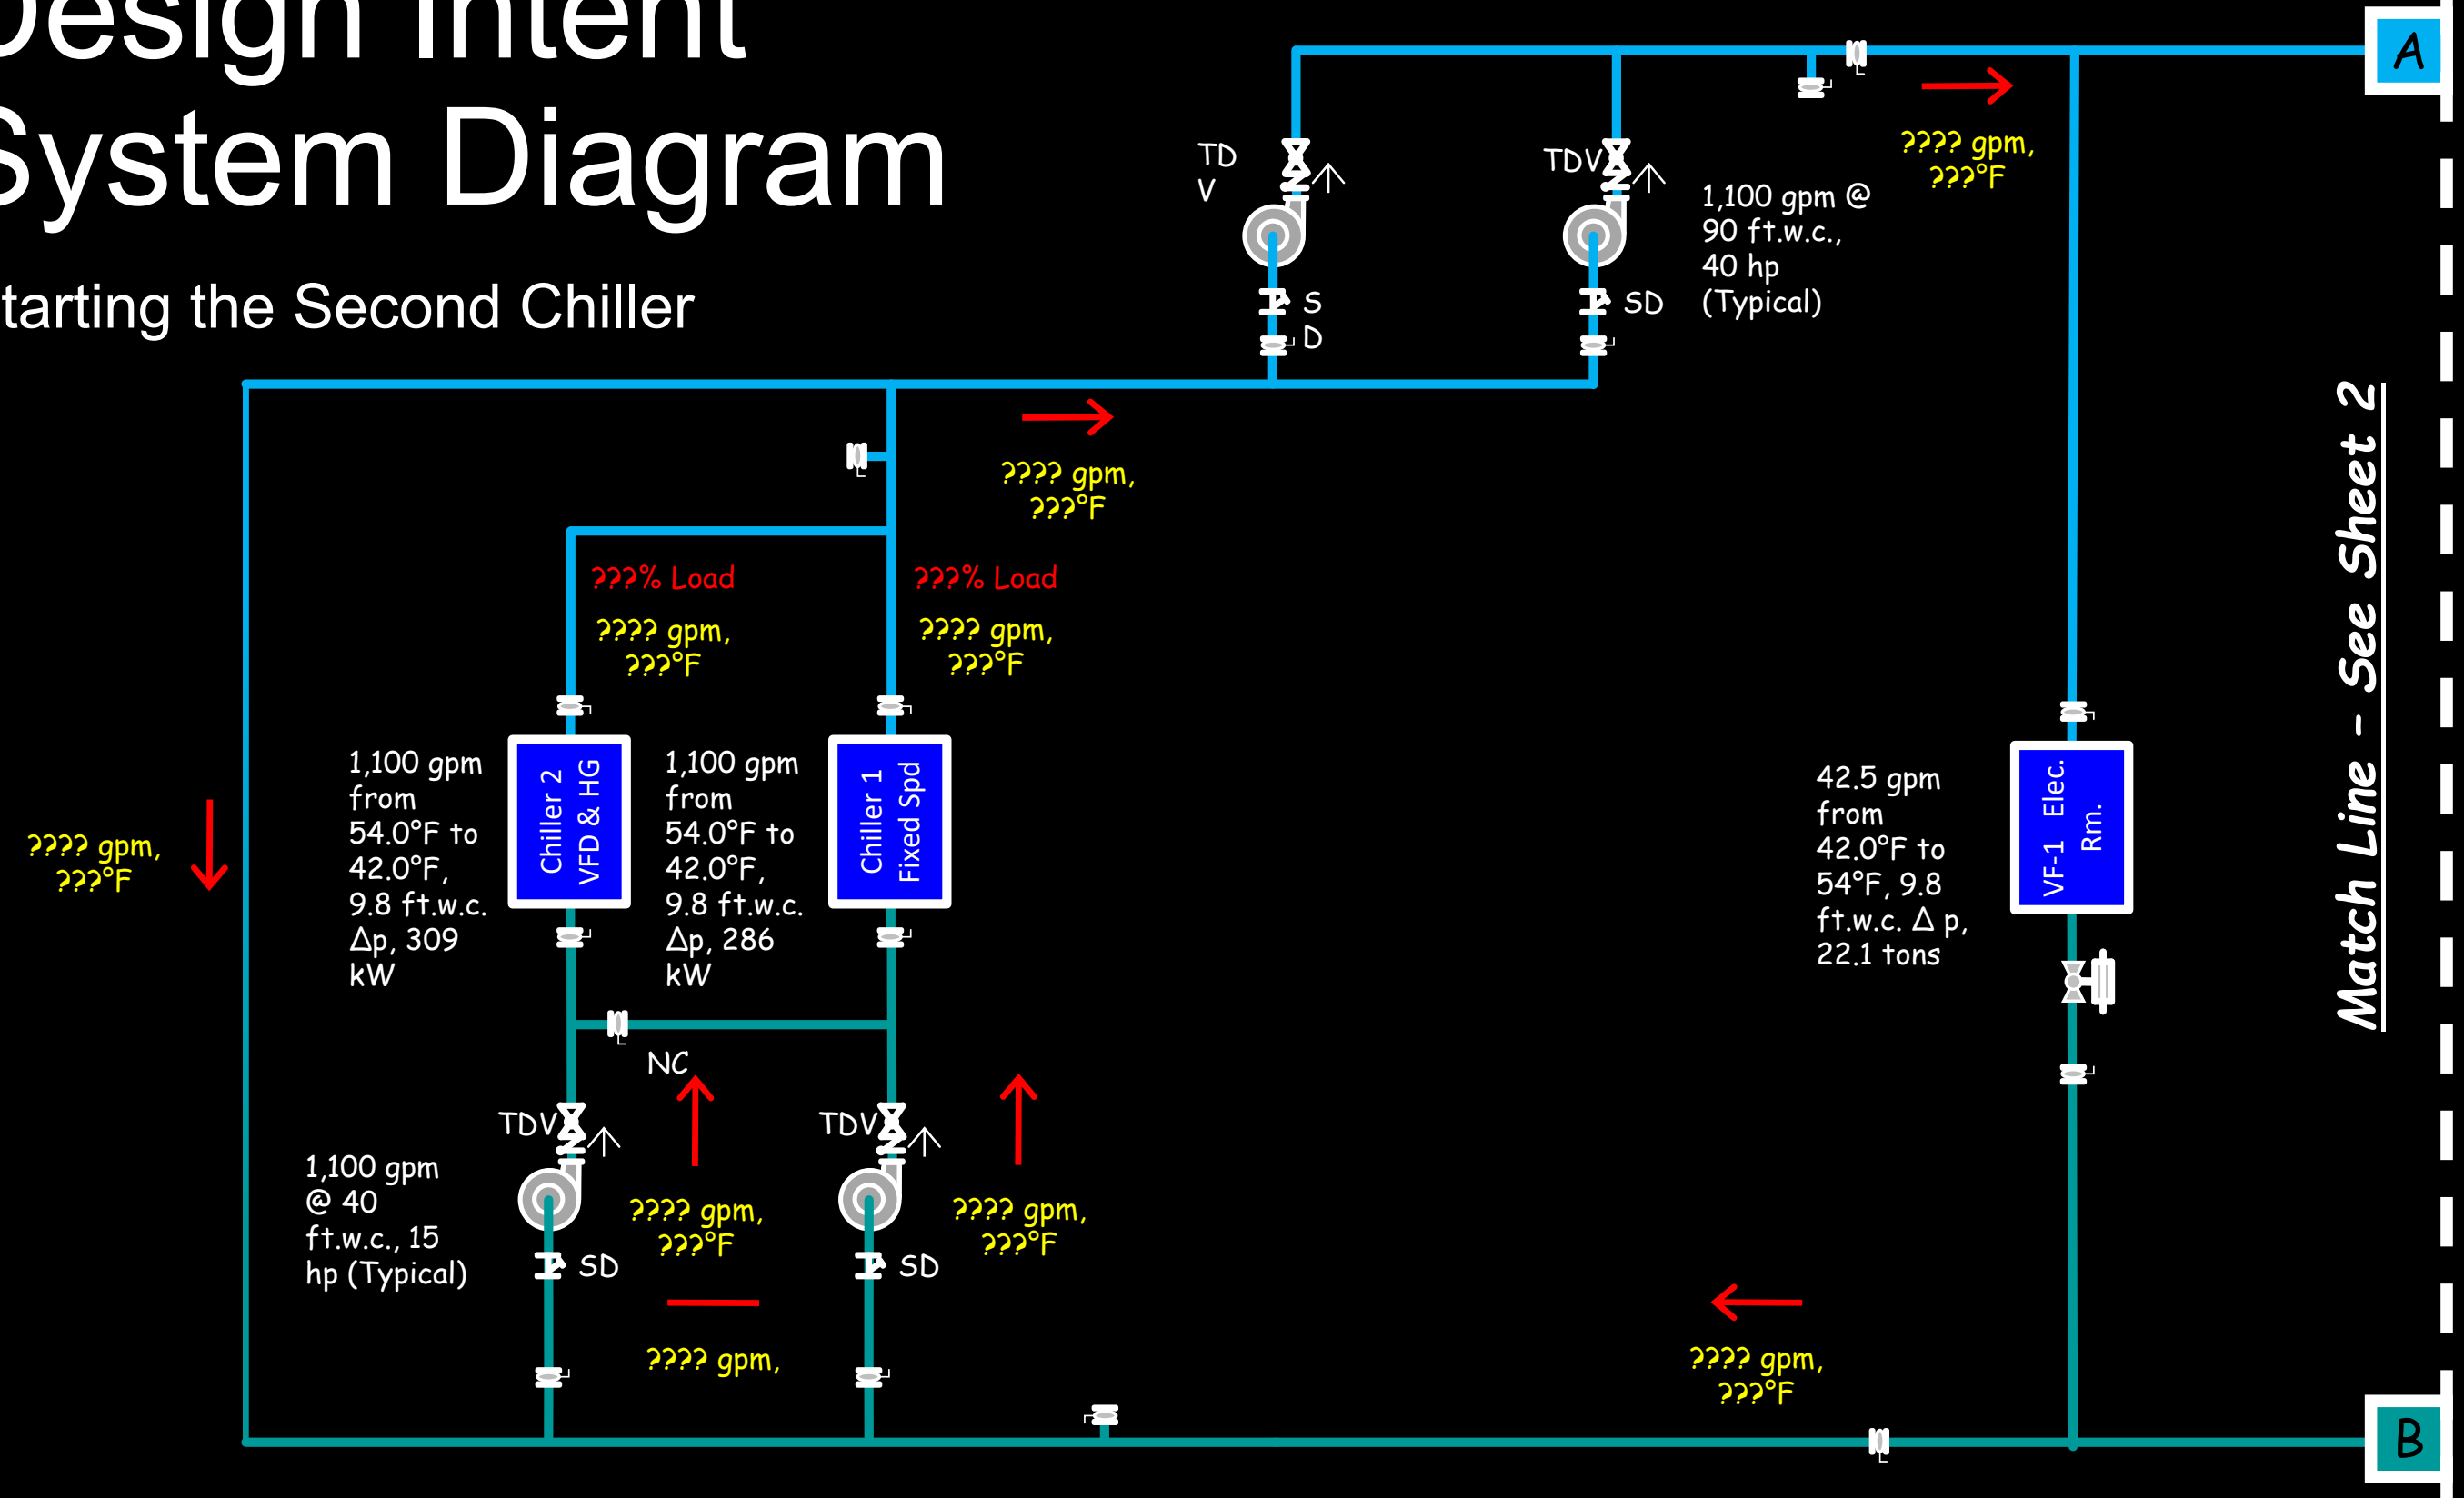 Design Intent
System Diagram
tarting the Second Chiller
A
TD
V
TDV
1,100 gpm @
90 ft.w.c.,
40 hp
(Typical)
???? gpm,
???°F
S
D
SD
???? gpm,
???°F
???% Load
???? gpm,
???°F
???% Load
???? gpm,
???°F
Match Line - See Sheet 2
???? gpm,
???°F
1,100 gpm
from
54.0°F to
42.0°F,
9.8 ft.w.c.
Δp, 309
kW
Chiller 2
VFD & HG
1,100 gpm
from
54.0°F to
42.0°F,
9.8 ft.w.c.
Δp, 286
kW
Chiller 1
Fixed Spd
42.5 gpm
from
42.0°F to
54°F, 9.8
ft.w.c. Δ p,
22.1 tons
VF-1 Elec.
Rm.
NC
TDV
TDV
1,100 gpm
@ 40
ft.w.c., 15
hp (Typical)
???? gpm,
???°F
???? gpm,
???°F
SD
SD
???? gpm,
???? gpm,
???°F
B